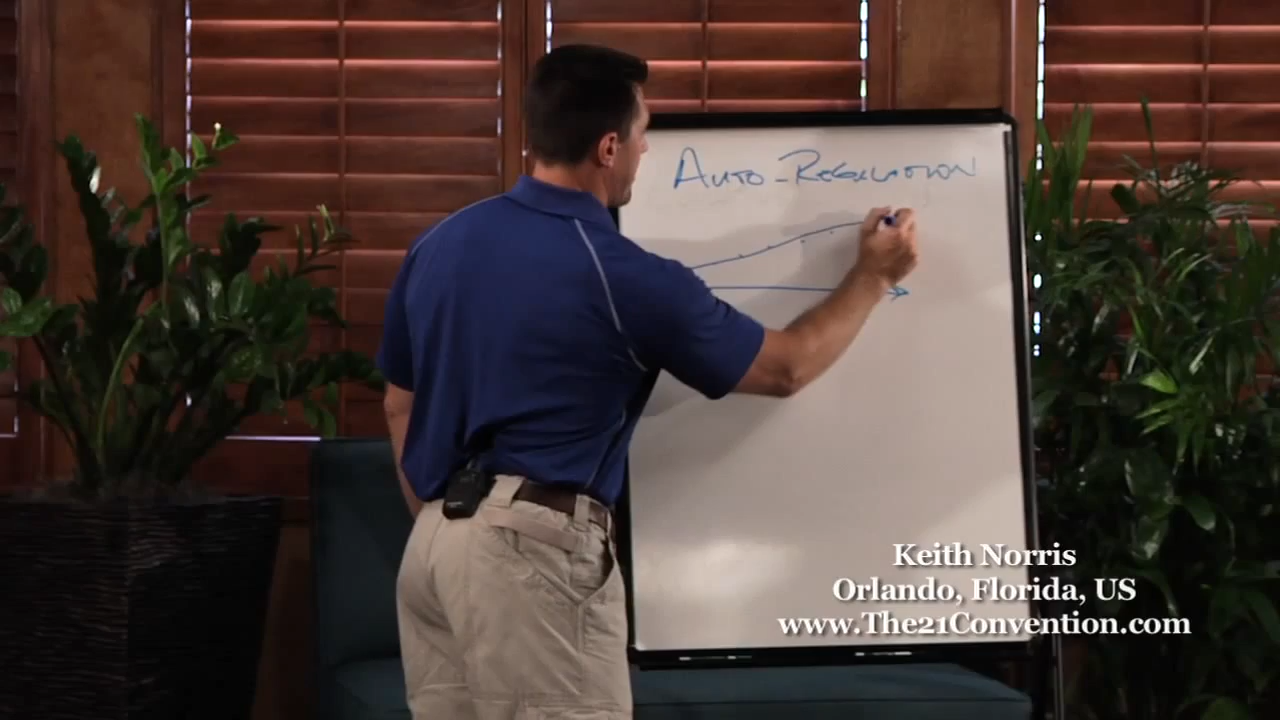 AUTO-REGULATION
Keith Norris
Orlando, Florida, US
www.The21Convention.com